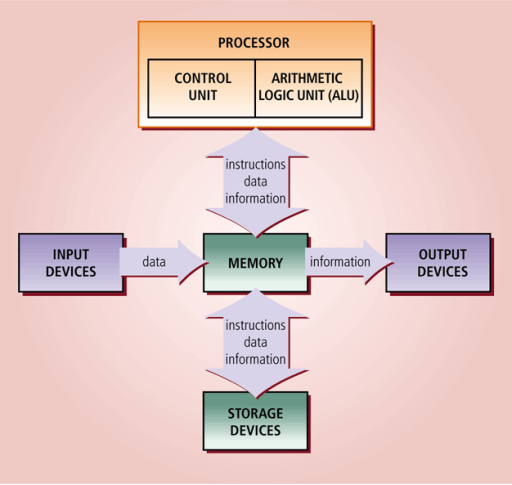 PROCESSOR
CONTROL
UNIT
ARITHMETIC
LOGIC UNIT (ALU)
instructions
data
information
INPUT
DEVICES
data
MEMORY
information
OUTPUT
DEVICES
instructions
data
information
STORAGE
DEVICES